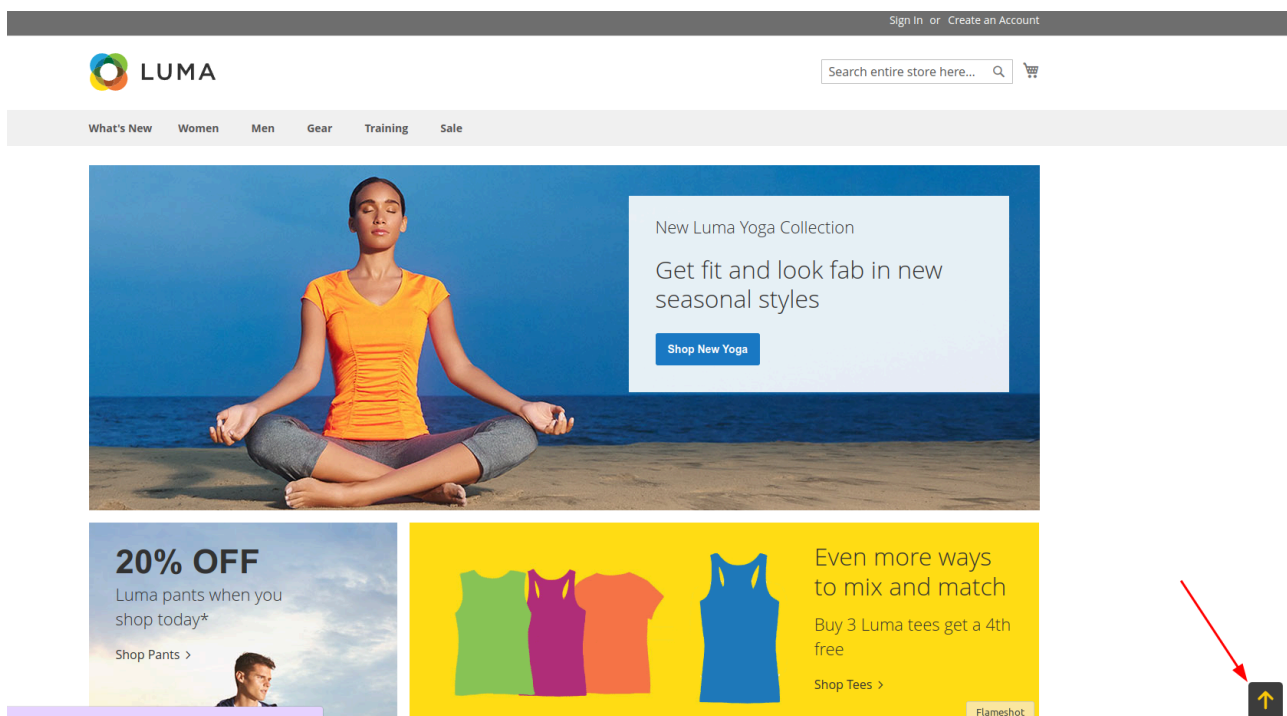 Sign In or Create an Account
LUMA
Search entire store here...
What's New Women Men Gear Training Sale
New Luma Yoga Collection
Get fit and look fab in new
seasonal styles
Shop New Yoga
20% OFF
Luma pants when you
shop today*
Shop Pants >
Even more ways
to mix and match
Buy 3 Luma tees get a 4th
free
Shop Tees >
Flameshot